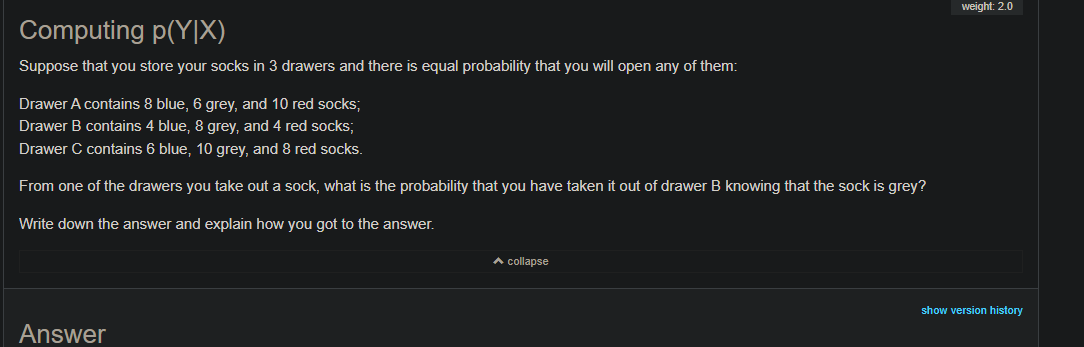 weight: 2.0
Computing p(Y|X)
Suppose that you store your socks in 3 drawers and there is equal probability that you will open any of them:
Drawer A contains 8 blue, 6 grey, and 10 red socks;
Drawer B contains 4 blue, 8 grey, and 4 red socks;
Drawer C contains 6 blue, 10 grey, and 8 red socks.
From one of the drawers you take out a sock, what is the probability that you have taken it out of drawer B knowing that the sock is grey?
Write down the answer and explain how you got to the answer.
collapse
show version history
Answer